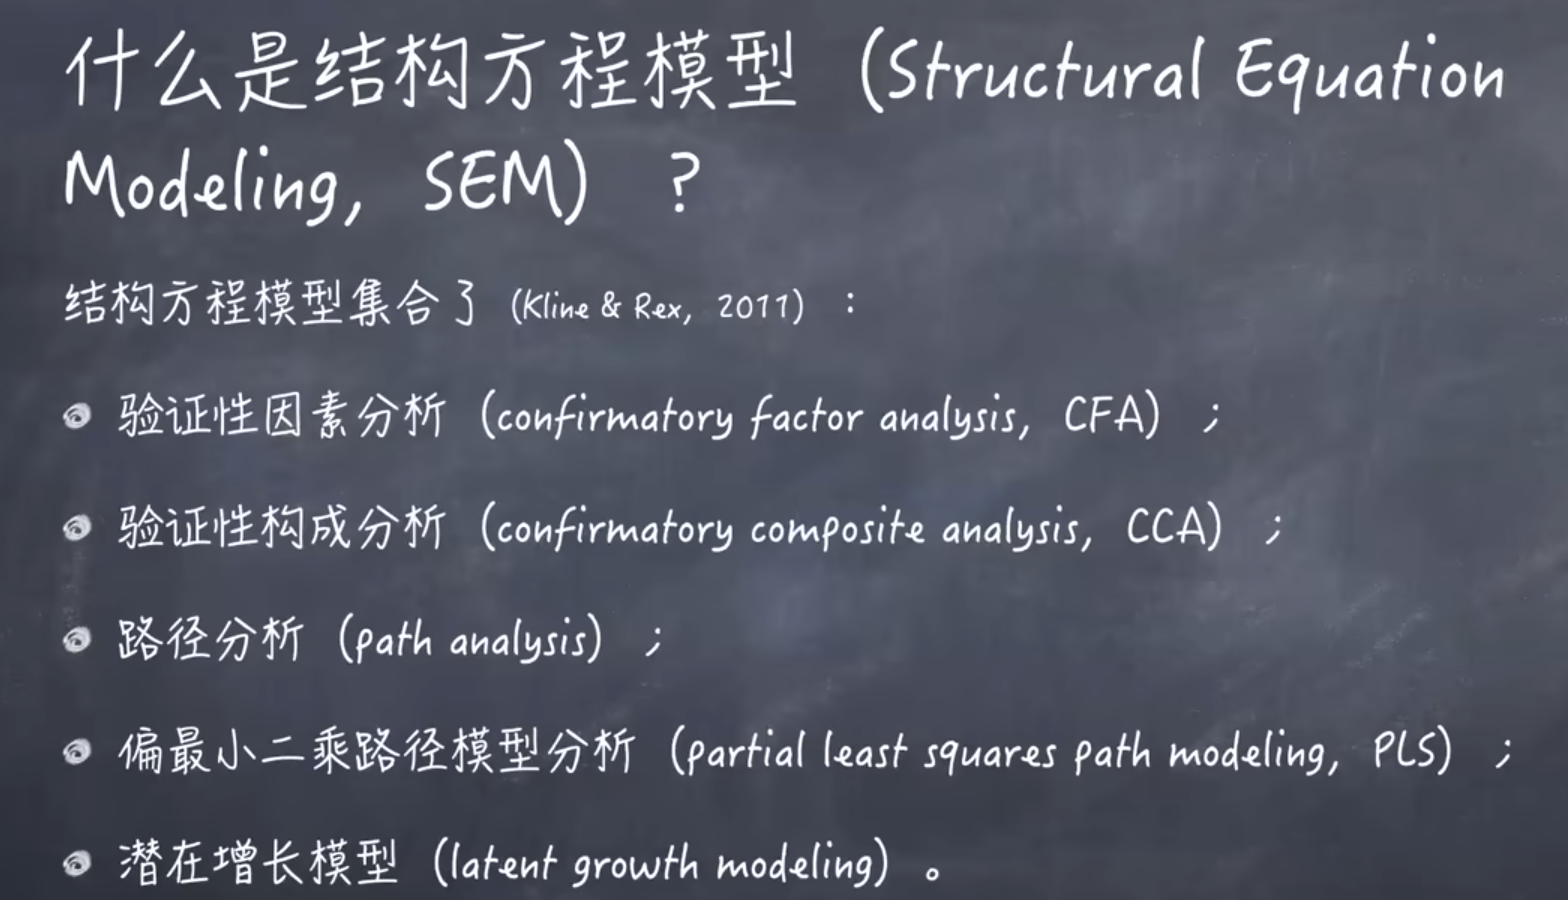 什么是结构方程模型（Structural Equation
Modeling, SEM）？
结构方程模型集合了（Kline & Rex, 2011）：
验证性因素分析（confirmatory factor analysis, CFA）；
验证性构成分析（confirmatory composite analysis, CCA）；
路径分析（path analysis）；
偏最小二乘路径模型分析（partial least squares path modeling, PLS）；
潜在增长模型（latent growth modeling）。